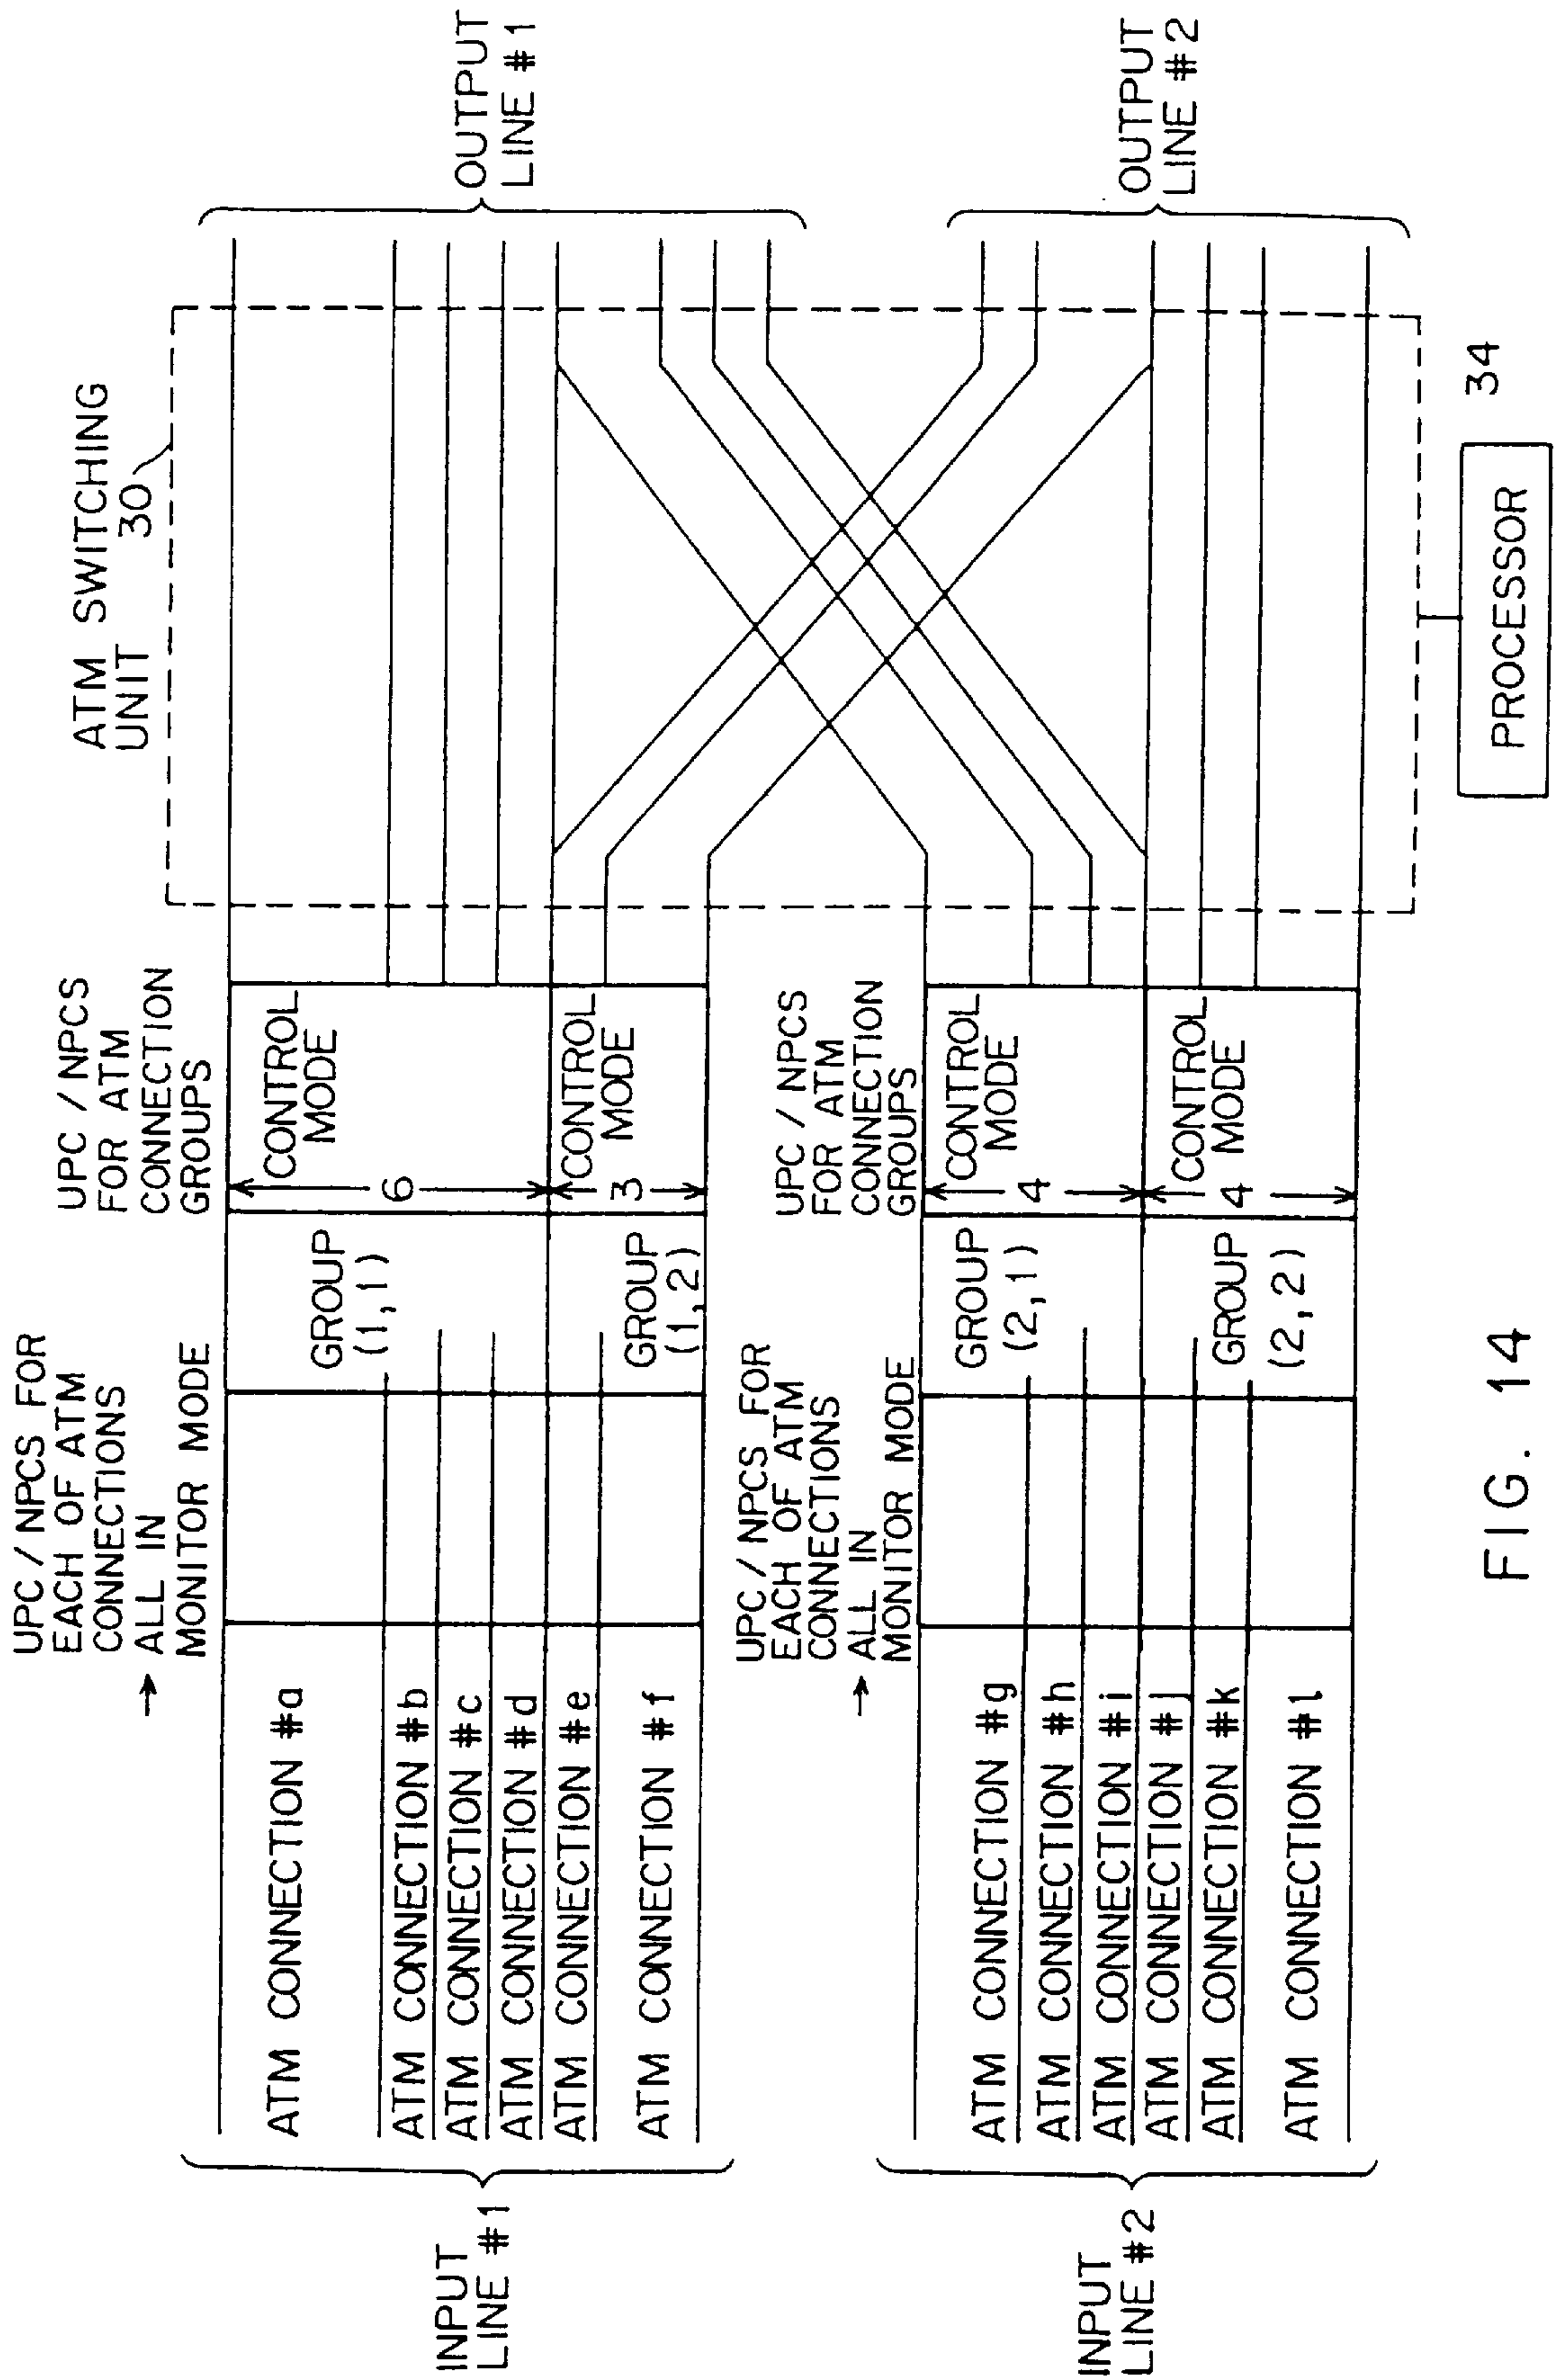 UPC / NPCS FOR
EACH OF ATM
CONNECTIONS
→ ALL IN
MONITOR MODE
UPC / NPCS
FOR ATM
CONNECTION
GROUPS
ATM SWITCHING
UNIT
30
INPUT
LINE #1
ATM CONNECTION #a
ATM CONNECTION #b
ATM CONNECTION #c
ATM CONNECTION #d
ATM CONNECTION #e
ATM CONNECTION #f
GROUP
(1,1)
GROUP
(1,2)
6
CONTROL
MODE
3
CONTROL
MODE
OUTPUT
LINE #1
UPC / NPCS FOR
EACH OF ATM
CONNECTIONS
→ ALL IN
MONITOR MODE
UPC / NPCS
FOR ATM
CONNECTION
GROUPS
INPUT
LINE #2
ATM CONNECTION #g
ATM CONNECTION #h
ATM CONNECTION #i
ATM CONNECTION #j
ATM CONNECTION #k
ATM CONNECTION #l
GROUP
(2,1)
GROUP
(2,2)
4
CONTROL
MODE
4
CONTROL
MODE
OUTPUT
LINE #2
PROCESSOR
34
FIG. 14